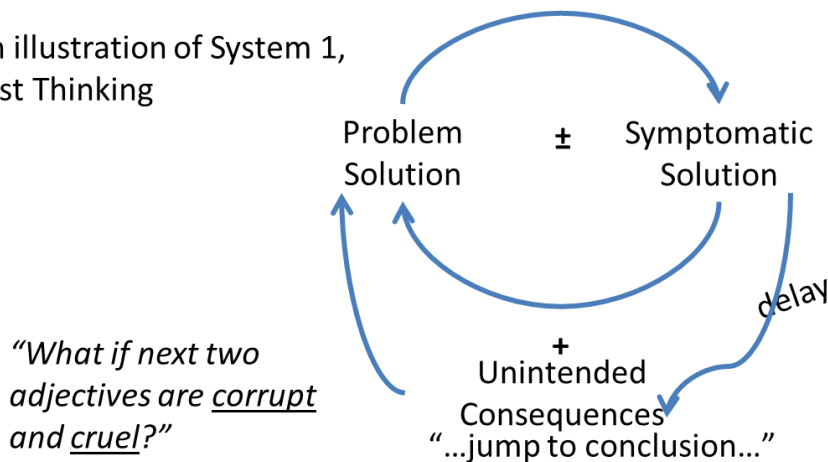 n illustration of System 1,
st Thinking
Problem
Solution
±
Symptomatic
Solution
delay
+
Unintended
Consequences
“…jump to conclusion…”
“What if next two
adjectives are corrupt
and cruel?”